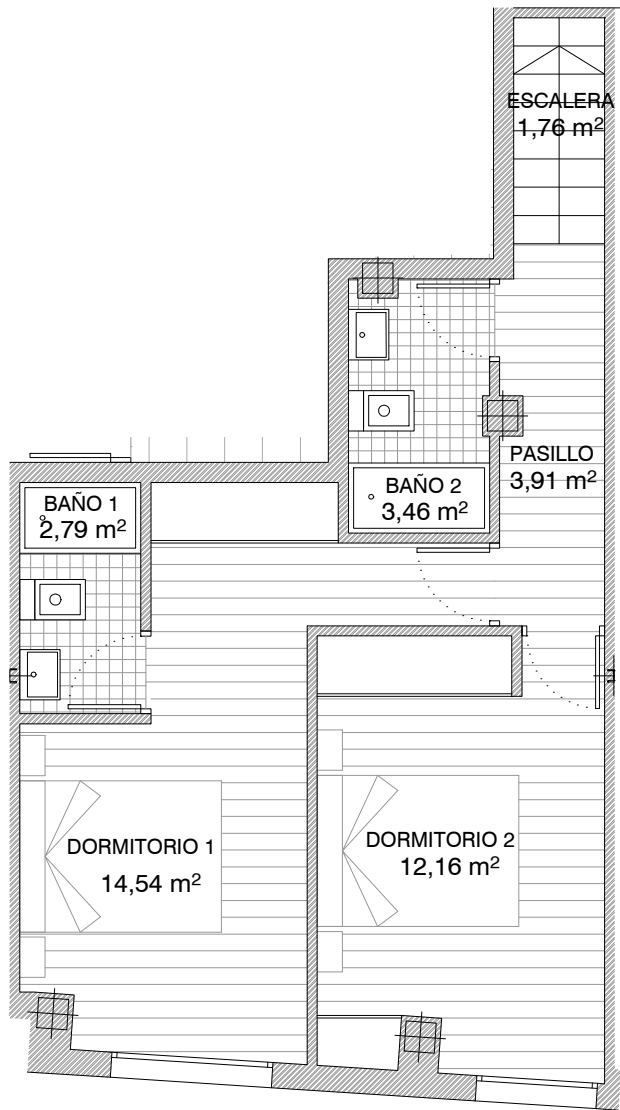 ESCALERA
1,76 m²
PASILLO
3,91 m²
BAÑO 2
3,46 m²
BAÑO 1
2,79 m²
DORMITORIO 1
14,54 m²
DORMITORIO 2
12,16 m²